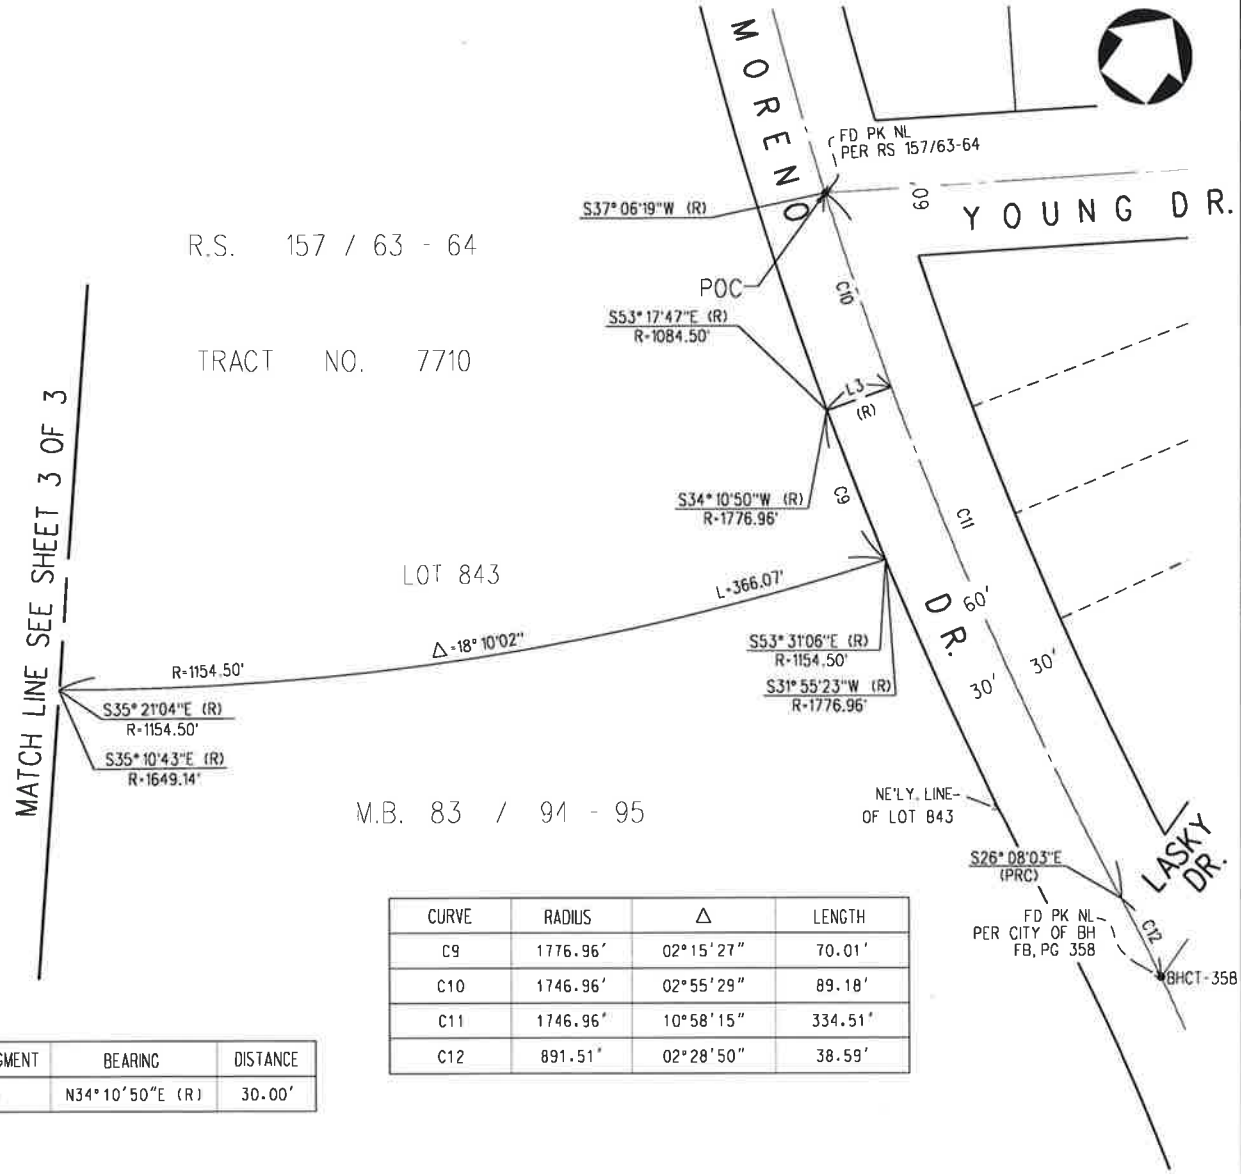 MORENO
FD PK NL
PER RS 157/63-64
S37°06'19"W (R)
60'
YOUNG DR.
R.S. 157 / 63 - 64
POC
C10
S53°17'47"E (R)
R=1084.50'
TRACT NO. 7710
L3
(R)
MATCH LINE SEE SHEET 3 OF 3
S34°10'50"W (R)
R=1776.96'
C9
C11
LOT 843
L=366.07'
DR.
60'
Δ=18°10'02"
R=1154.50'
S53°31'06"E (R)
R=1154.50'
S31°55'23"W (R)
R=1776.96'
30'
30'
S35°21'04"E (R)
R=1154.50'
S35°10'43"E (R)
R=1649.14'
M.B. 83 / 94 - 95
NE'LY. LINE
OF LOT 843
S26°08'03"E
(PRC)
LASKY
DR.
FD PK NL
PER CITY OF BH
FB, PG 358
C12
BHCT-358
CURVE RADIUS Δ LENGTH
C9 1776.96' 02°15'27" 70.01'
C10 1746.96' 02°55'29" 89.18'
C11 1746.96' 10°58'15" 334.51'
C12 891.51' 02°28'50" 38.59'
GMENT BEARING DISTANCE
N34°10'50"E (R) 30.00'